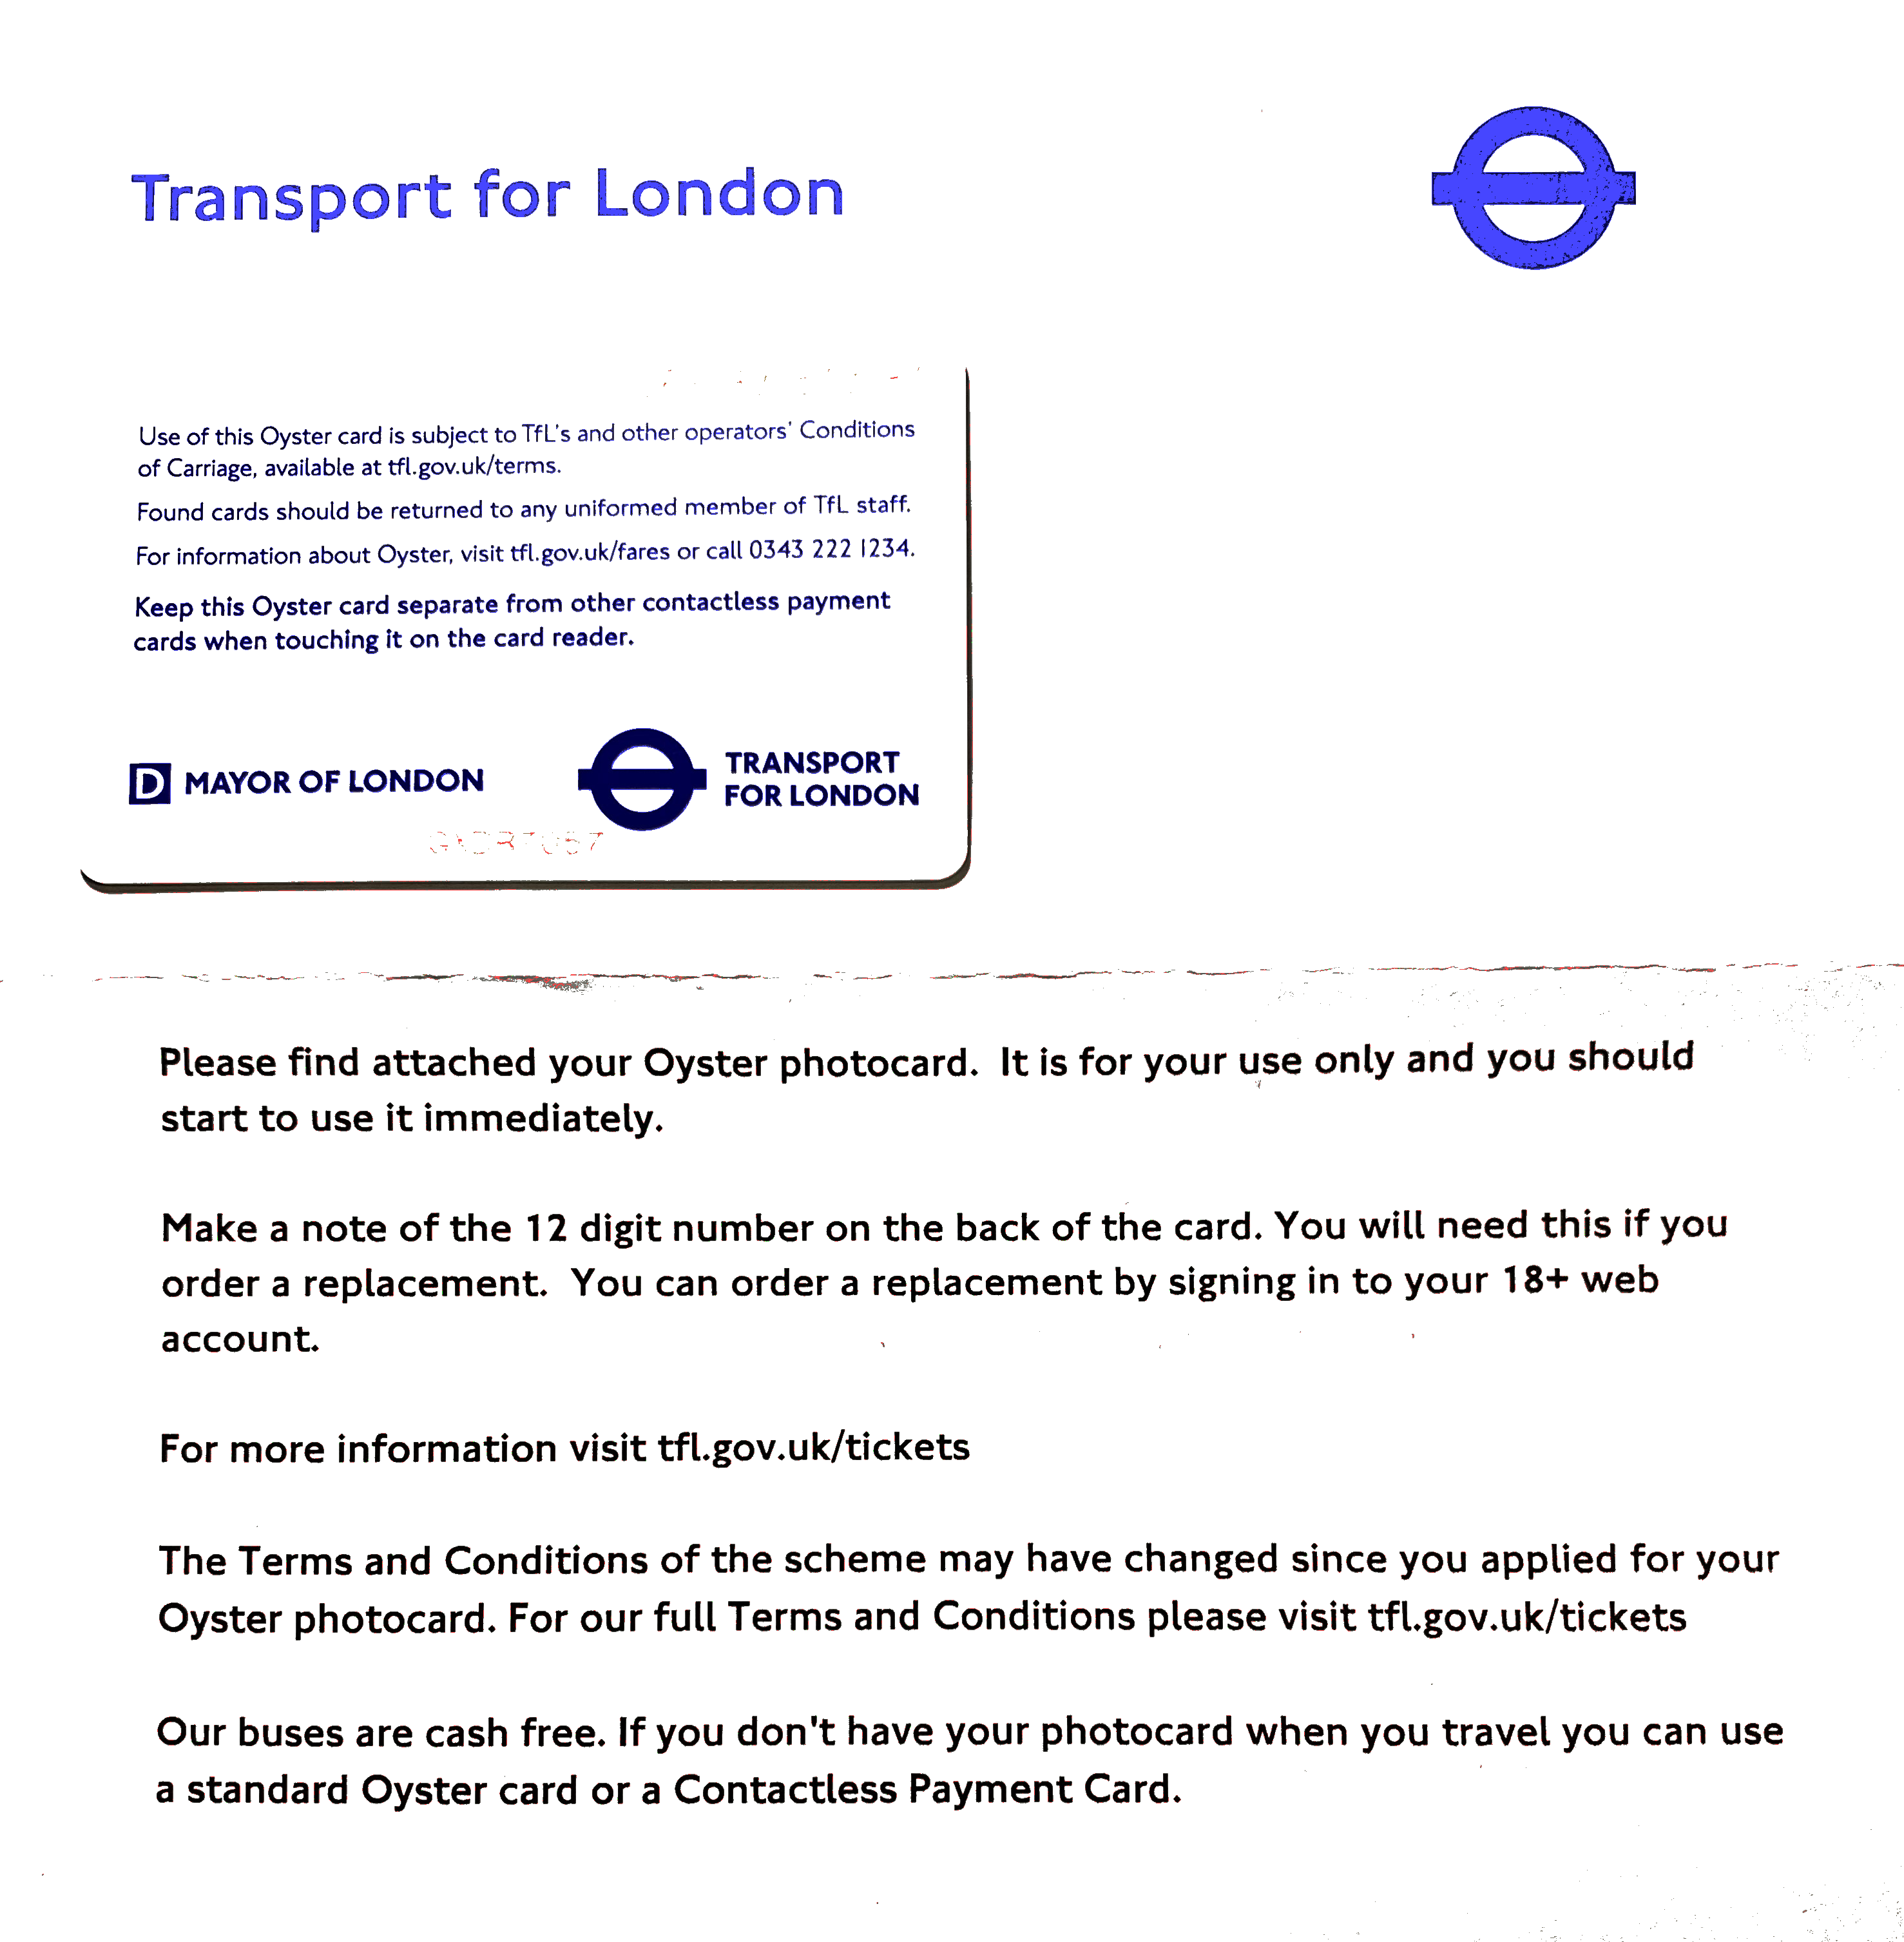 Transport for London
Use of this Oyster card is subject to TfL's and other operators' Conditions
of Carriage, available at tfl.gov.uk/terms.
Found cards should be returned to any uniformed member of TfL staff.
For information about Oyster, visit tfl.gov.uk/fares or call 0343 222 1234.
Keep this Oyster card separate from other contactless payment
cards when touching it on the card reader.
D MAYOR OF LONDON
TRANSPORT
FOR LONDON
Please find attached your Oyster photocard. It is for your use only and you should
start to use it immediately.
Make a note of the 12 digit number on the back of the card. You will need this if you
order a replacement. You can order a replacement by signing in to your 18+ web
account.
For more information visit tfl.gov.uk/tickets
The Terms and Conditions of the scheme may have changed since you applied for your
Oyster photocard. For our full Terms and Conditions please visit tfl.gov.uk/tickets
Our buses are cash free. If you don't have your photocard when you travel you can use
a standard Oyster card or a Contactless Payment Card.